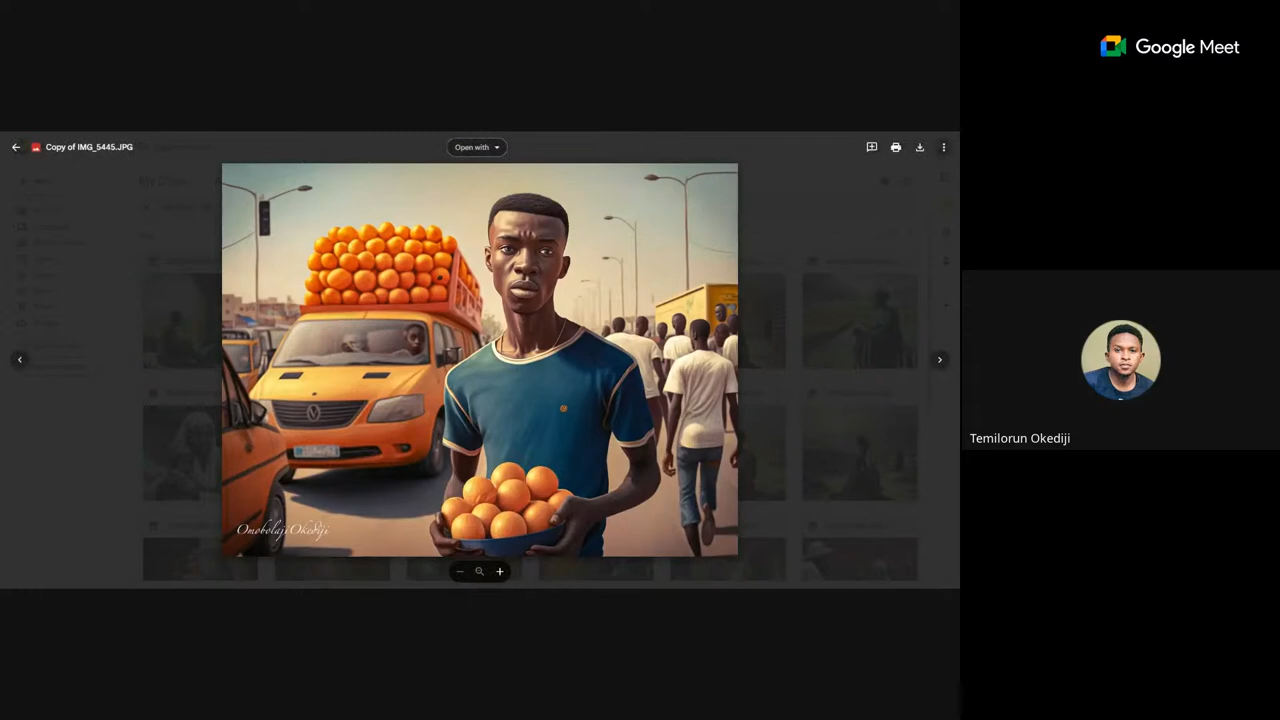 Google Meet
Copy of IMG_5445.JPG
Open with
Omobolaji Okediji
Temilorun Okediji